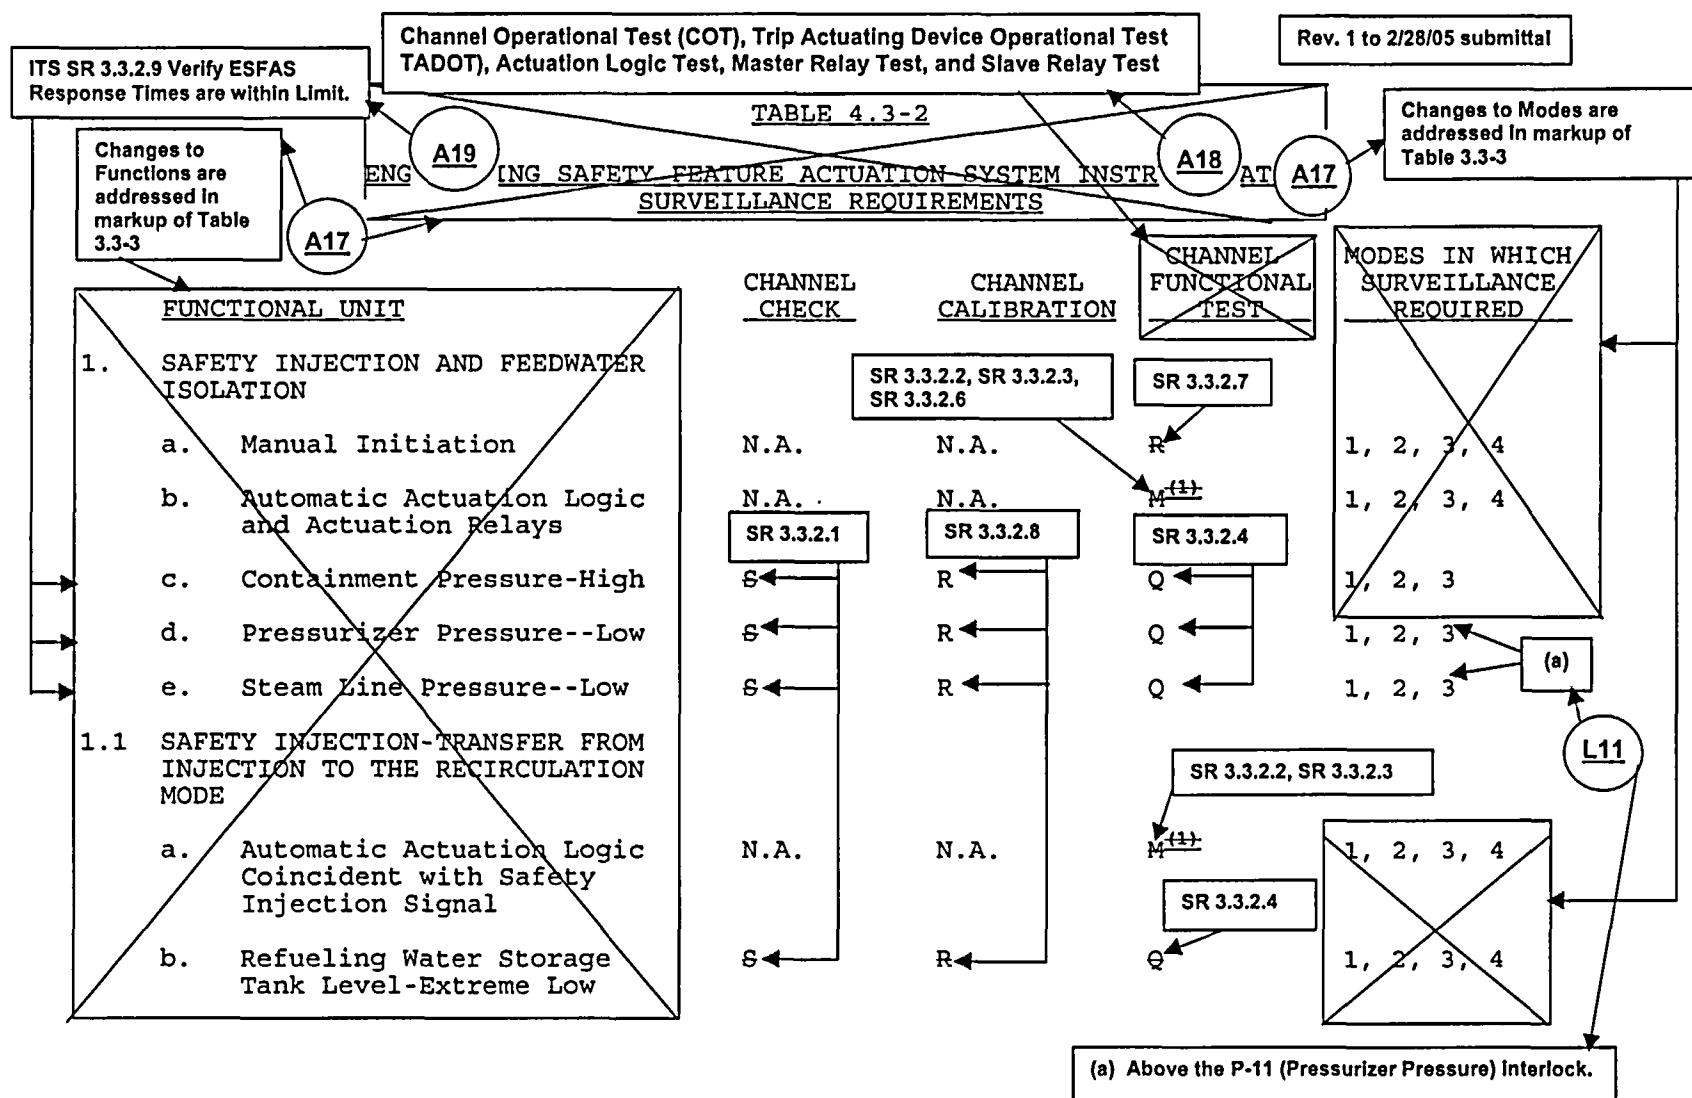 Channel Operational Test (COT), Trip Actuating Device Operational Test
TADOT), Actuation Logic Test, Master Relay Test, and Slave Relay Test
Rev. 1 to 2/28/05 submittal
ITS SR 3.3.2.9 Verify ESFAS
Response Times are within Limit.
Changes to Modes are
addressed in markup of
Table 3.3-3
Changes to
Functions are
addressed in
markup of Table
3.3-3
A19
A18
A17
A17
TABLE 4.3-2
ENG ING SAFETY FEATURE ACTUATION SYSTEM INSTR AT
SURVEILLANCE REQUIREMENTS
FUNCTIONAL UNIT
CHANNEL
CHECK
CHANNEL
CALIBRATION
CHANNEL
FUNCTIONAL
TEST
MODES IN WHICH
SURVEILLANCE
REQUIRED
1. SAFETY INJECTION AND FEEDWATER
ISOLATION
SR 3.3.2.2, SR 3.3.2.3,
SR 3.3.2.6
SR 3.3.2.7
a. Manual Initiation N.A. N.A. R 1, 2, 3, 4
b. Automatic Actuation Logic N.A. N.A. M(1) 1, 2, 3, 4
and Actuation Relays
SR 3.3.2.1
SR 3.3.2.8
SR 3.3.2.4
c. Containment Pressure-High S R Q 1, 2, 3
d. Pressurizer Pressure--Low S R Q 1, 2, 3
(a)
e. Steam Line Pressure--Low S R Q 1, 2, 3
L11
1.1 SAFETY INJECTION-TRANSFER FROM
INJECTION TO THE RECIRCULATION
MODE
SR 3.3.2.2, SR 3.3.2.3
a. Automatic Actuation Logic N.A. N.A. M(1) 1, 2, 3, 4
Coincident with Safety
Injection Signal
SR 3.3.2.4
b. Refueling Water Storage S R Q 1, 2, 3, 4
Tank Level-Extreme Low
(a) Above the P-11 (Pressurizer Pressure) interlock.